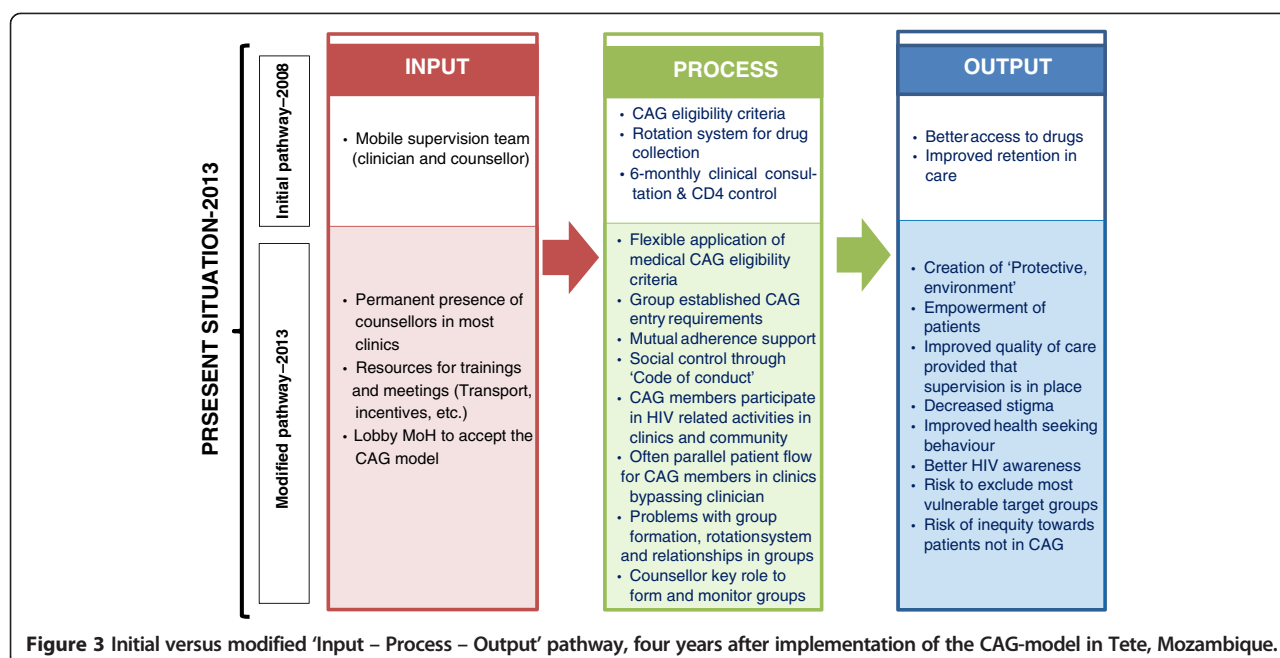 PRSESENT SITUATION-2013
Initial pathway–2008
Modified pathway–2013
INPUT
• Mobile supervision team
(clinician and counsellor)
• Permanent presence of
counsellors in most
clinics
• Resources for trainings
and meetings (Transport,
incentives, etc.)
• Lobby MoH to accept the
CAG model
PROCESS
• CAG eligibility criteria
• Rotation system for drug
collection
• 6-monthly clinical consul-
tation & CD4 control
• Flexible application of
medical CAG eligibility
criteria
• Group established CAG
entry requirements
• Mutual adherence support
• Social control through
‘Code of conduct’
• CAG members participate
in HIV related activities in
clinics and community
• Often parallel patient flow
for CAG members in clinics
bypassing clinician
• Problems with group
formation, rotationsystem
and relationships in groups
• Counsellor key role to
form and monitor groups
OUTPUT
• Better access to drugs
• Improved retention in
care
• Creation of ‘Protective,
environment’
• Empowerment of
patients
• Improved quality of care
provided that
supervision is in place
• Decreased stigma
• Improved health seeking
behaviour
• Better HIV awareness
• Risk to exclude most
vulnerable target groups
• Risk of inequity towards
patients not in CAG
Figure 3 Initial versus modified ‘Input – Process – Output’ pathway, four years after implementation of the CAG-model in Tete, Mozambique.